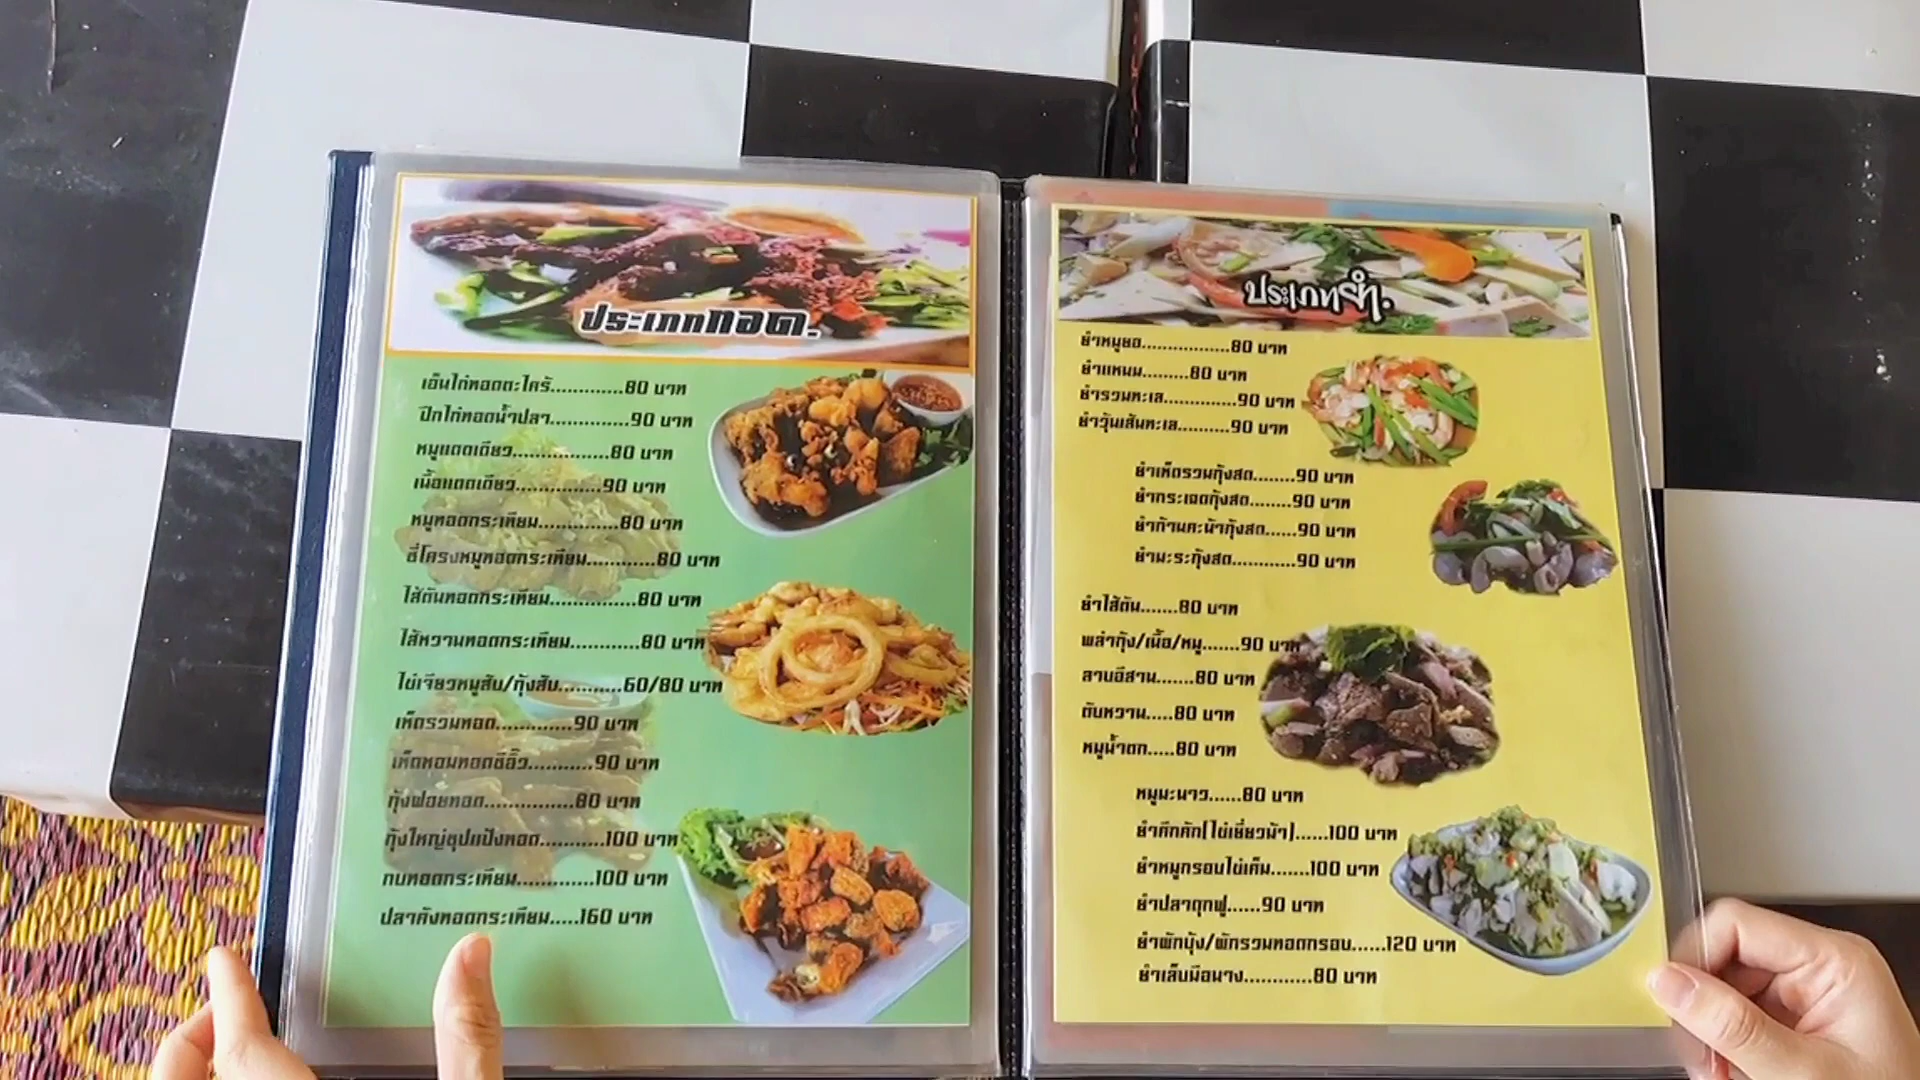 ประเภททอด.
เอ็นไก่ทอดตะไคร้.............80 บาท
ปีกไก่ทอดน้ำปลา...............90 บาท
หมูแดดเดียว..................80 บาท
เนื้อแดดเดียว................90 บาท
หมูทอดกระเทียม...............80 บาท
ซี่โครงหมูทอดกระเทียม.............80 บาท
ไส้ตันทอดกระเทียม................80 บาท
ไส้หวานทอดกระเทียม.............80 บาท
ไข่เจียวหมูสับ/กุ้งสับ...........60/80 บาท
เห็ดรวมทอด..............90 บาท
เห็ดหอมทอดซีอิ๊ว............90 บาท
กุ้งฝอยทอด.................80 บาท
กุ้งใหญ่ชุปแป้งทอด............100 บาท
กบทอดกระเทียม..............100 บาท
ปลาคังทอดกระเทียม.....160 บาท
ประเภทยำ.
ยำหมูยอ.................80 บาท
ยำแหนม.........80 บาท
ยำรวมทะเล..............90 บาท
ยำวุ้นเส้นทะเล..........90 บาท
ยำเห็ดรวมกุ้งสด........90 บาท
ยำกระเฉดกุ้งสด........90 บาท
ยำก้านคะน้ากุ้งสด......90 บาท
ยำมะระกุ้งสด............90 บาท
ยำไส้ตัน.......80 บาท
พล่ากุ้ง/เนื้อ/หมู.......90 บาท
ลาบอีสาน.......80 บาท
ตับหวาน.....80 บาท
หมูน้ำตก.....80 บาท
หมูมะนาว......80 บาท
ยำคึกคัก(ไข่เยี่ยวม้า)......100 บาท
ยำหมูกรอบไข่เค็ม.......100 บาท
ยำปลาดุกฟู......90 บาท
ยำผักบุ้ง/ผักรวมทอดกรอบ......120 บาท
ยำเล็บมือนาง............80 บาท